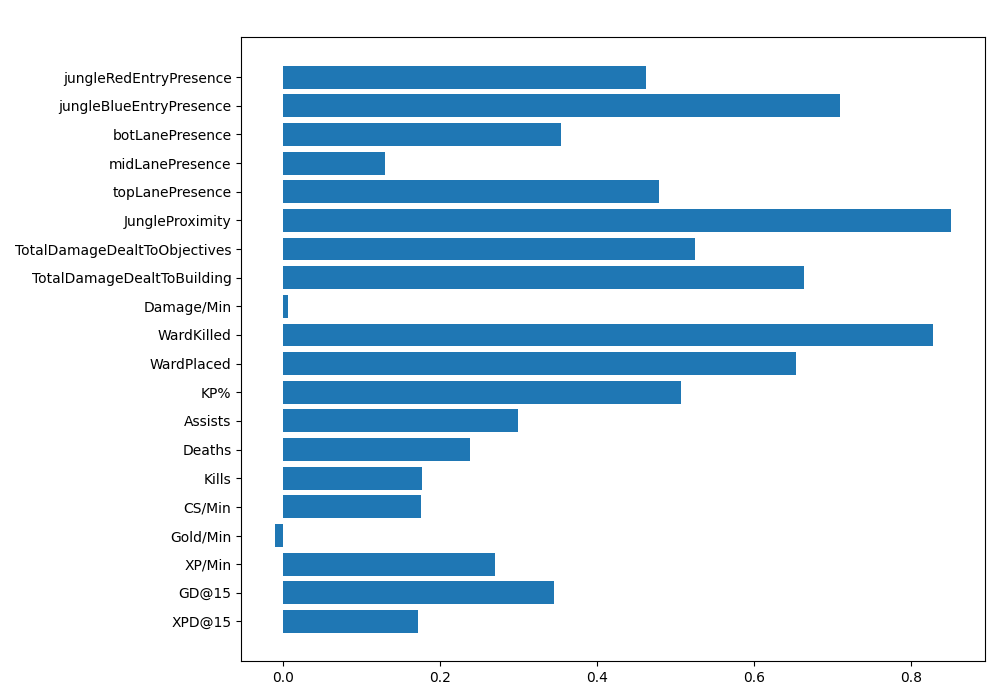 jungleRedEntryPresence
jungleBlueEntryPresence
botLanePresence
midLanePresence
topLanePresence
JungleProximity
TotalDamageDealtToObjectives
TotalDamageDealtToBuilding
Damage/Min
WardKilled
WardPlaced
KP%
Assists
Deaths
Kills
CS/Min
Gold/Min
XP/Min
GD@15
XPD@15
0.0 0.2 0.4 0.6 0.8